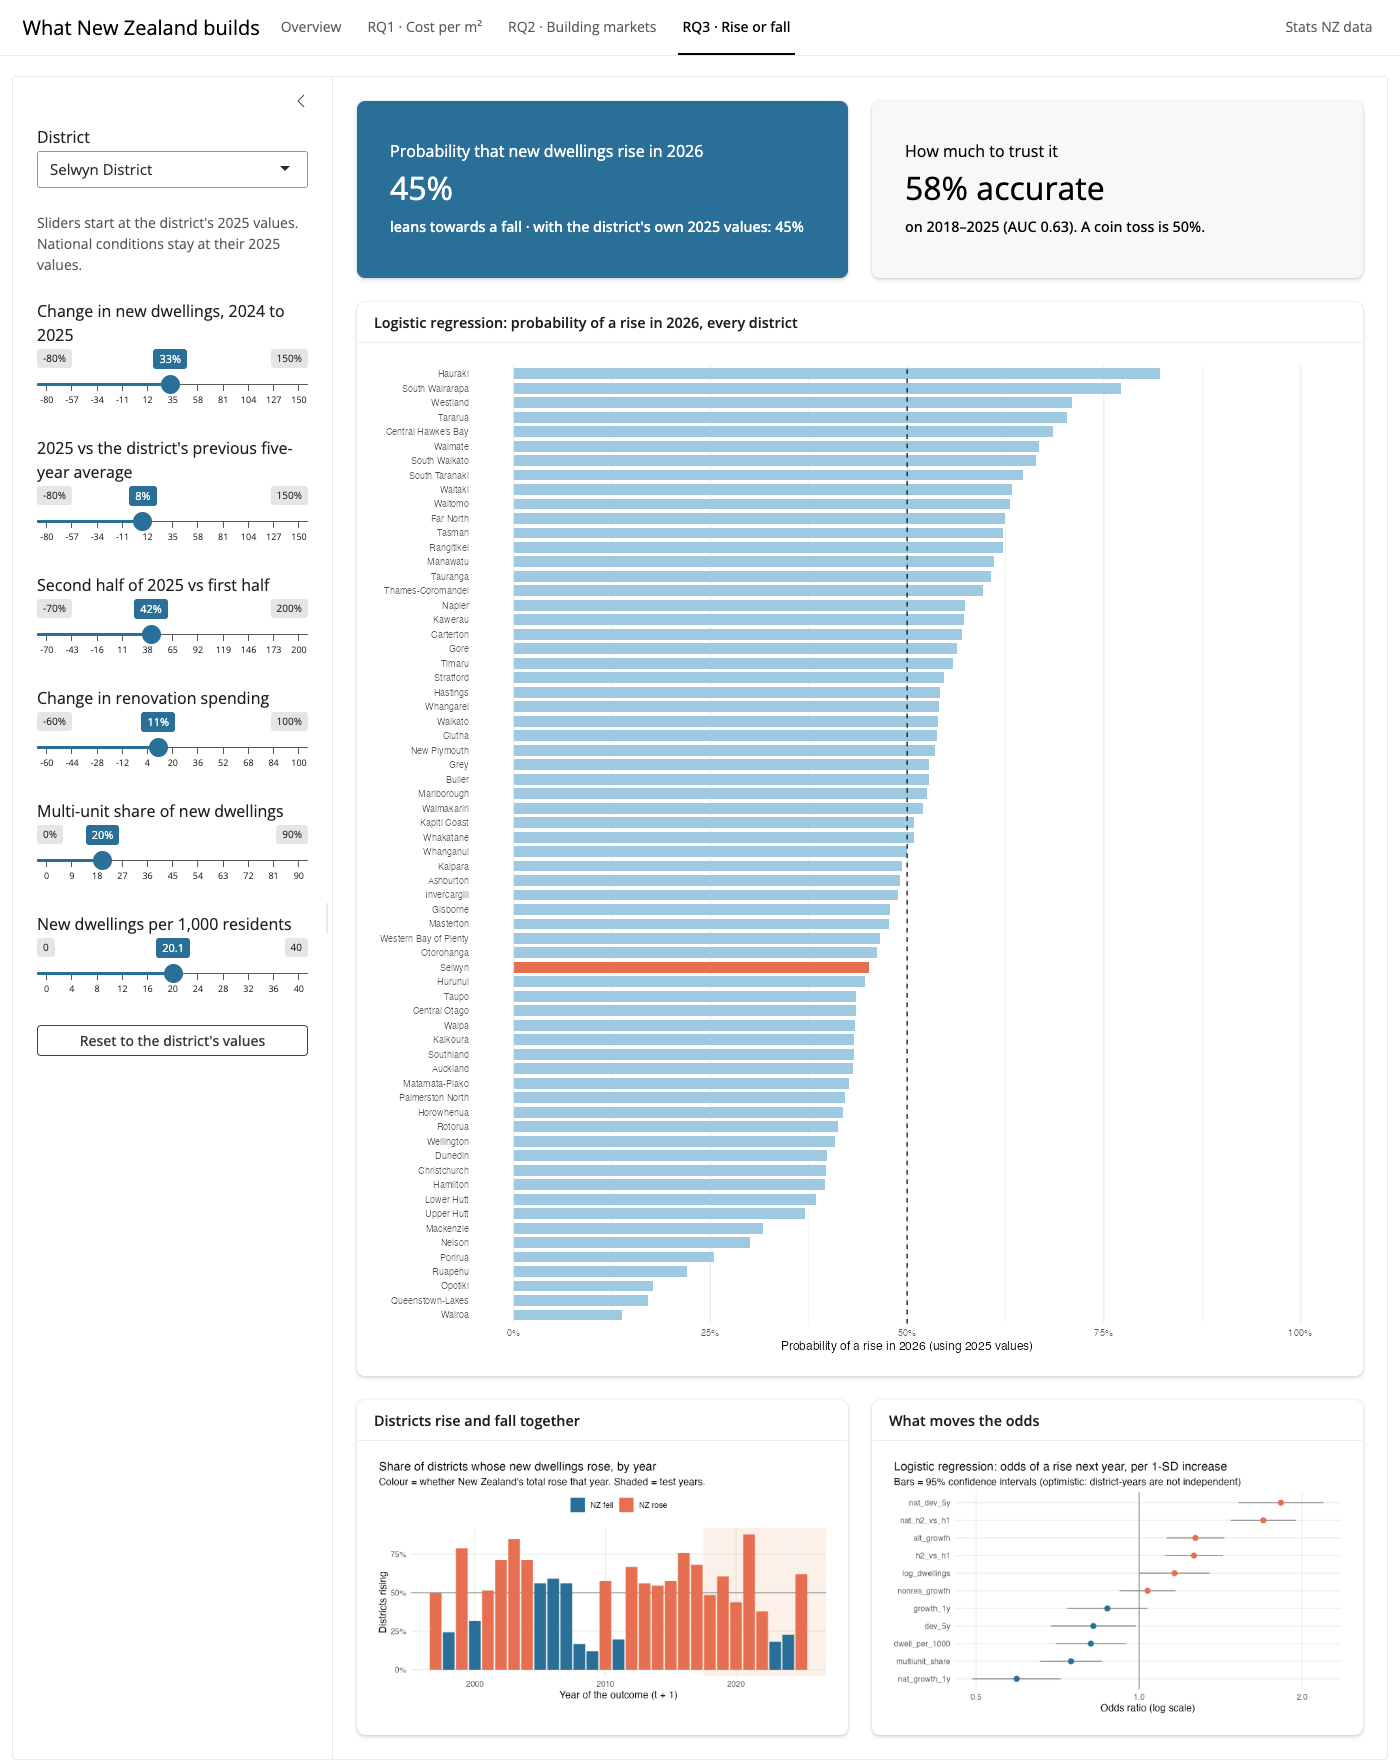 What New Zealand builds
Overview
RQ1 · Cost per m²
RQ2 · Building markets
RQ3 · Rise or fall
Stats NZ data
District
Selwyn District
Sliders start at the district's 2025 values.
National conditions stay at their 2025
values.
Change in new dwellings, 2024 to
2025
-80% 33% 150%
-80 -57 -34 -11 12 35 58 81 104 127 150
2025 vs the district's previous five-
year average
-80% 8% 150%
-80 -57 -34 -11 12 35 58 81 104 127 150
Second half of 2025 vs first half
-70% 42% 200%
-70 -43 -16 11 38 65 92 119 146 173 200
Change in renovation spending
-60% 11% 100%
-60 -44 -28 -12 4 20 36 52 68 84 100
Multi-unit share of new dwellings
0% 20% 90%
0 9 18 27 36 45 54 63 72 81 90
New dwellings per 1,000 residents
0 20.1 40
0 4 8 12 16 20 24 28 32 36 40
Reset to the district's values
Probability that new dwellings rise in 2026
45%
leans towards a fall · with the district's own 2025 values: 45%
How much to trust it
58% accurate
on 2018–2025 (AUC 0.63). A coin toss is 50%.
Logistic regression: probability of a rise in 2026, every district
Hauraki
South Wairarapa
Westland
Tararua
Central Hawke's Bay
Waimate
South Waikato
South Taranaki
Waitaki
Waitomo
Far North
Tasman
Rangitikei
Manawatu
Tauranga
Thames-Coromandel
Napier
Kawerau
Carterton
Gore
Timaru
Stratford
Hastings
Whangarei
Waikato
Clutha
New Plymouth
Grey
Buller
Marlborough
Waimakariri
Kapiti Coast
Whakatane
Whanganui
Kaipara
Ashburton
Invercargill
Gisborne
Masterton
Western Bay of Plenty
Otorohanga
Selwyn
Hurunui
Taupo
Central Otago
Waipa
Kaikoura
Southland
Auckland
Matamata-Piako
Palmerston North
Horowhenua
Rotorua
Wellington
Dunedin
Christchurch
Hamilton
Lower Hutt
Upper Hutt
Mackenzie
Nelson
Porirua
Ruapehu
Opotiki
Queenstown-Lakes
Wairoa
0% 25% 50% 75% 100%
Probability of a rise in 2026 (using 2025 values)
Districts rise and fall together
Share of districts whose new dwellings rose, by year
Colour = whether New Zealand's total rose that year. Shaded = test years.
NZ fell NZ rose
Districts rising
75%
50%
25%
0%
2000 2010 2020
Year of the outcome (t + 1)
What moves the odds
Logistic regression: odds of a rise next year, per 1-SD increase
Bars = 95% confidence intervals (optimistic: district-years are not independent)
nat_dev_5y
nat_h2_vs_h1
alt_growth
h2_vs_h1
log_dwellings
nonres_growth
growth_1y
dev_5y
dwell_per_1000
multiunit_share
nat_growth_1y
0.5 1.0 2.0
Odds ratio (log scale)